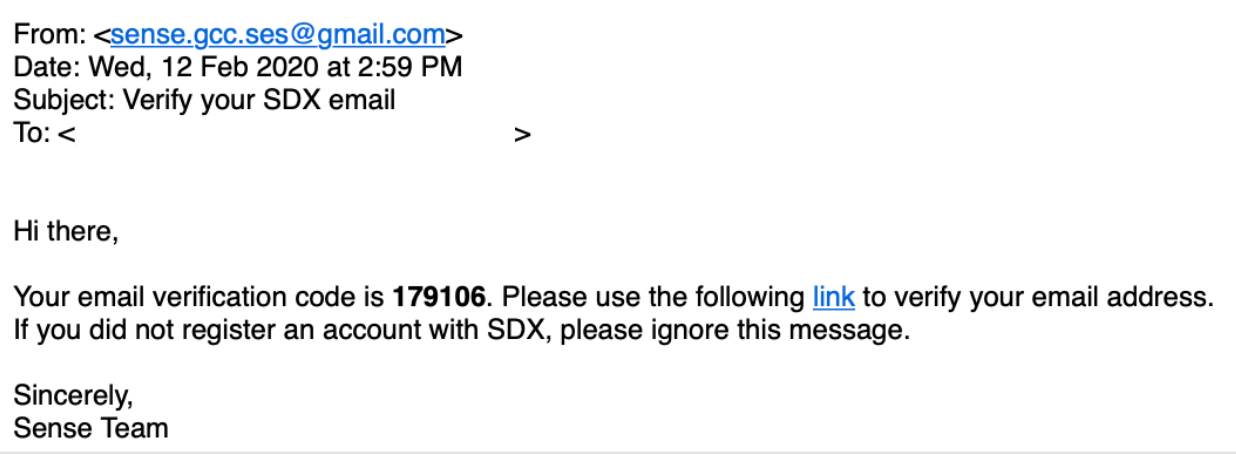 From: <sense.gcc.ses@gmail.com>
Date: Wed, 12 Feb 2020 at 2:59 PM
Subject: Verify your SDX email
To: < >
Hi there,
Your email verification code is 179106. Please use the following link to verify your email address.
If you did not register an account with SDX, please ignore this message.
Sincerely,
Sense Team